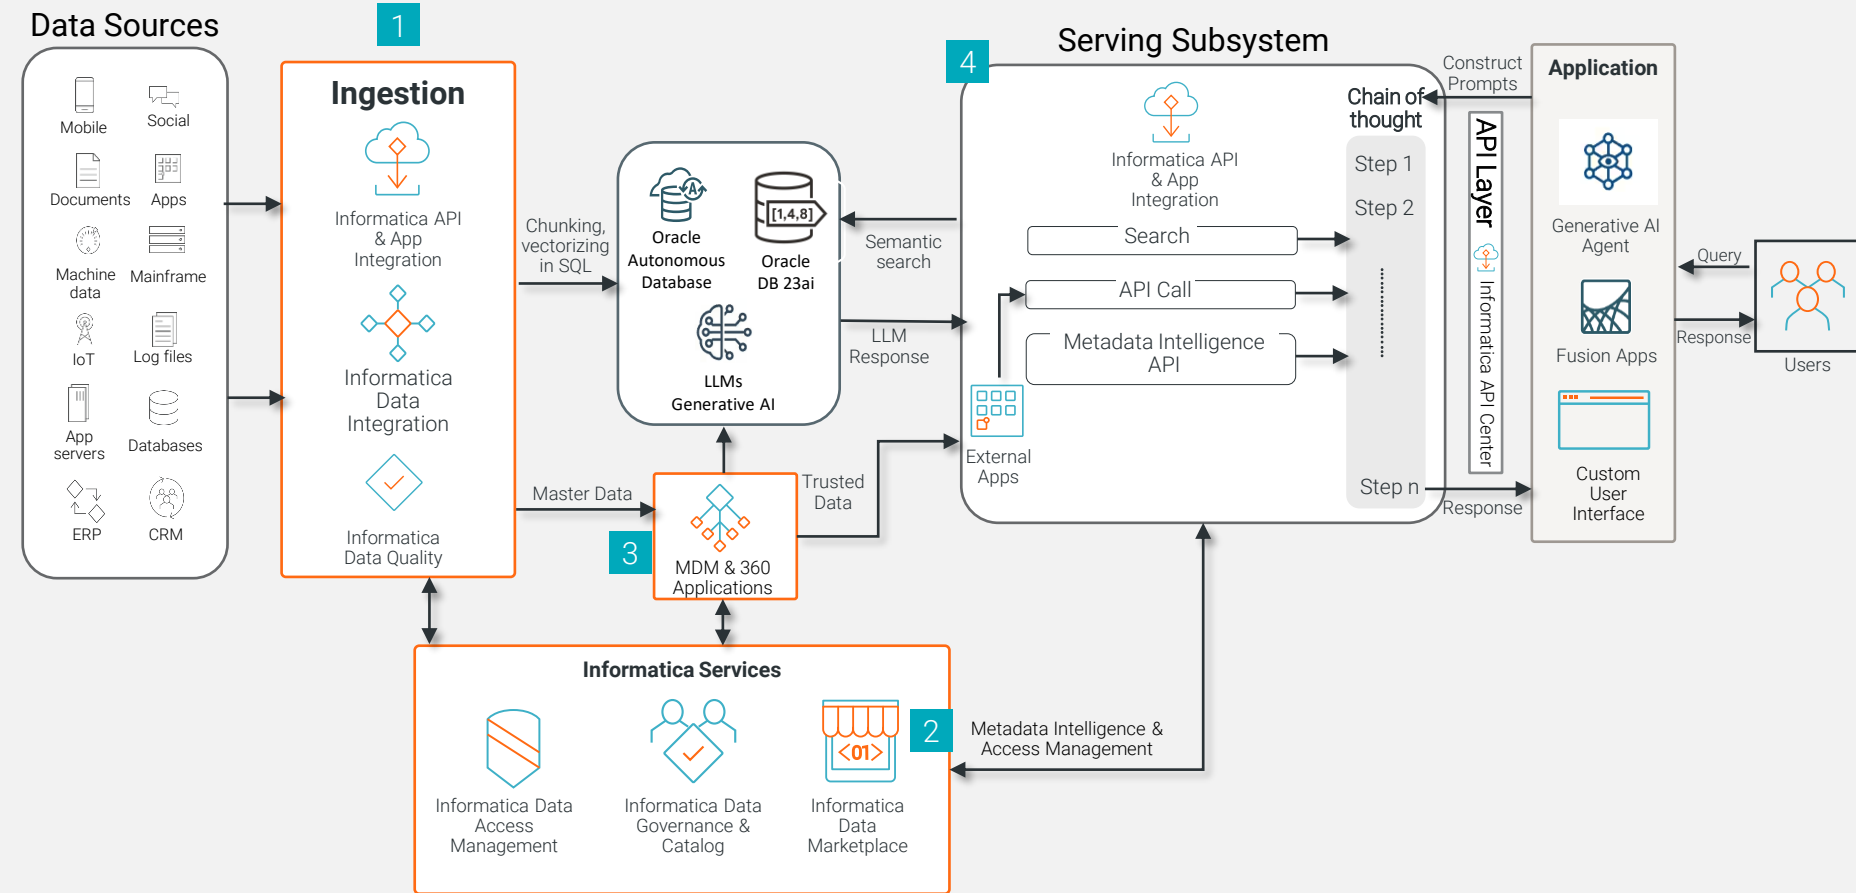 Data Sources
Mobile
Social
Documents
Apps
Machine
data
Mainframe
IoT
Log files
App
servers
Databases
ERP
CRM
1
Ingestion
Informatica API
& App
Integration
Informatica
Data
Integration
Informatica
Data Quality
Chunking,
vectorizing
in SQL
Master Data
Oracle
Autonomous
Database
[1,4,8]
Oracle
DB 23ai
A
LLMs
Generative AI
3
MDM & 360
Applications
Trusted
Data
Semantic
search
LLM
Response
4
Serving Subsystem
Informatica API
& App
Integration
Search
API Call
Metadata Intelligence
API
External
Apps
Chain of
thought
Step 1
Step 2
Step n
Construct
Prompts
API Layer
Informatica API Center
Response
Application
Generative AI
Agent
Fusion Apps
Custom
User
Interface
Query
Response
Users
Informatica Services
Informatica Data
Access
Management
Informatica Data
Governance &
Catalog
<01>
Informatica
Data
Marketplace
2
Metadata Intelligence &
Access Management